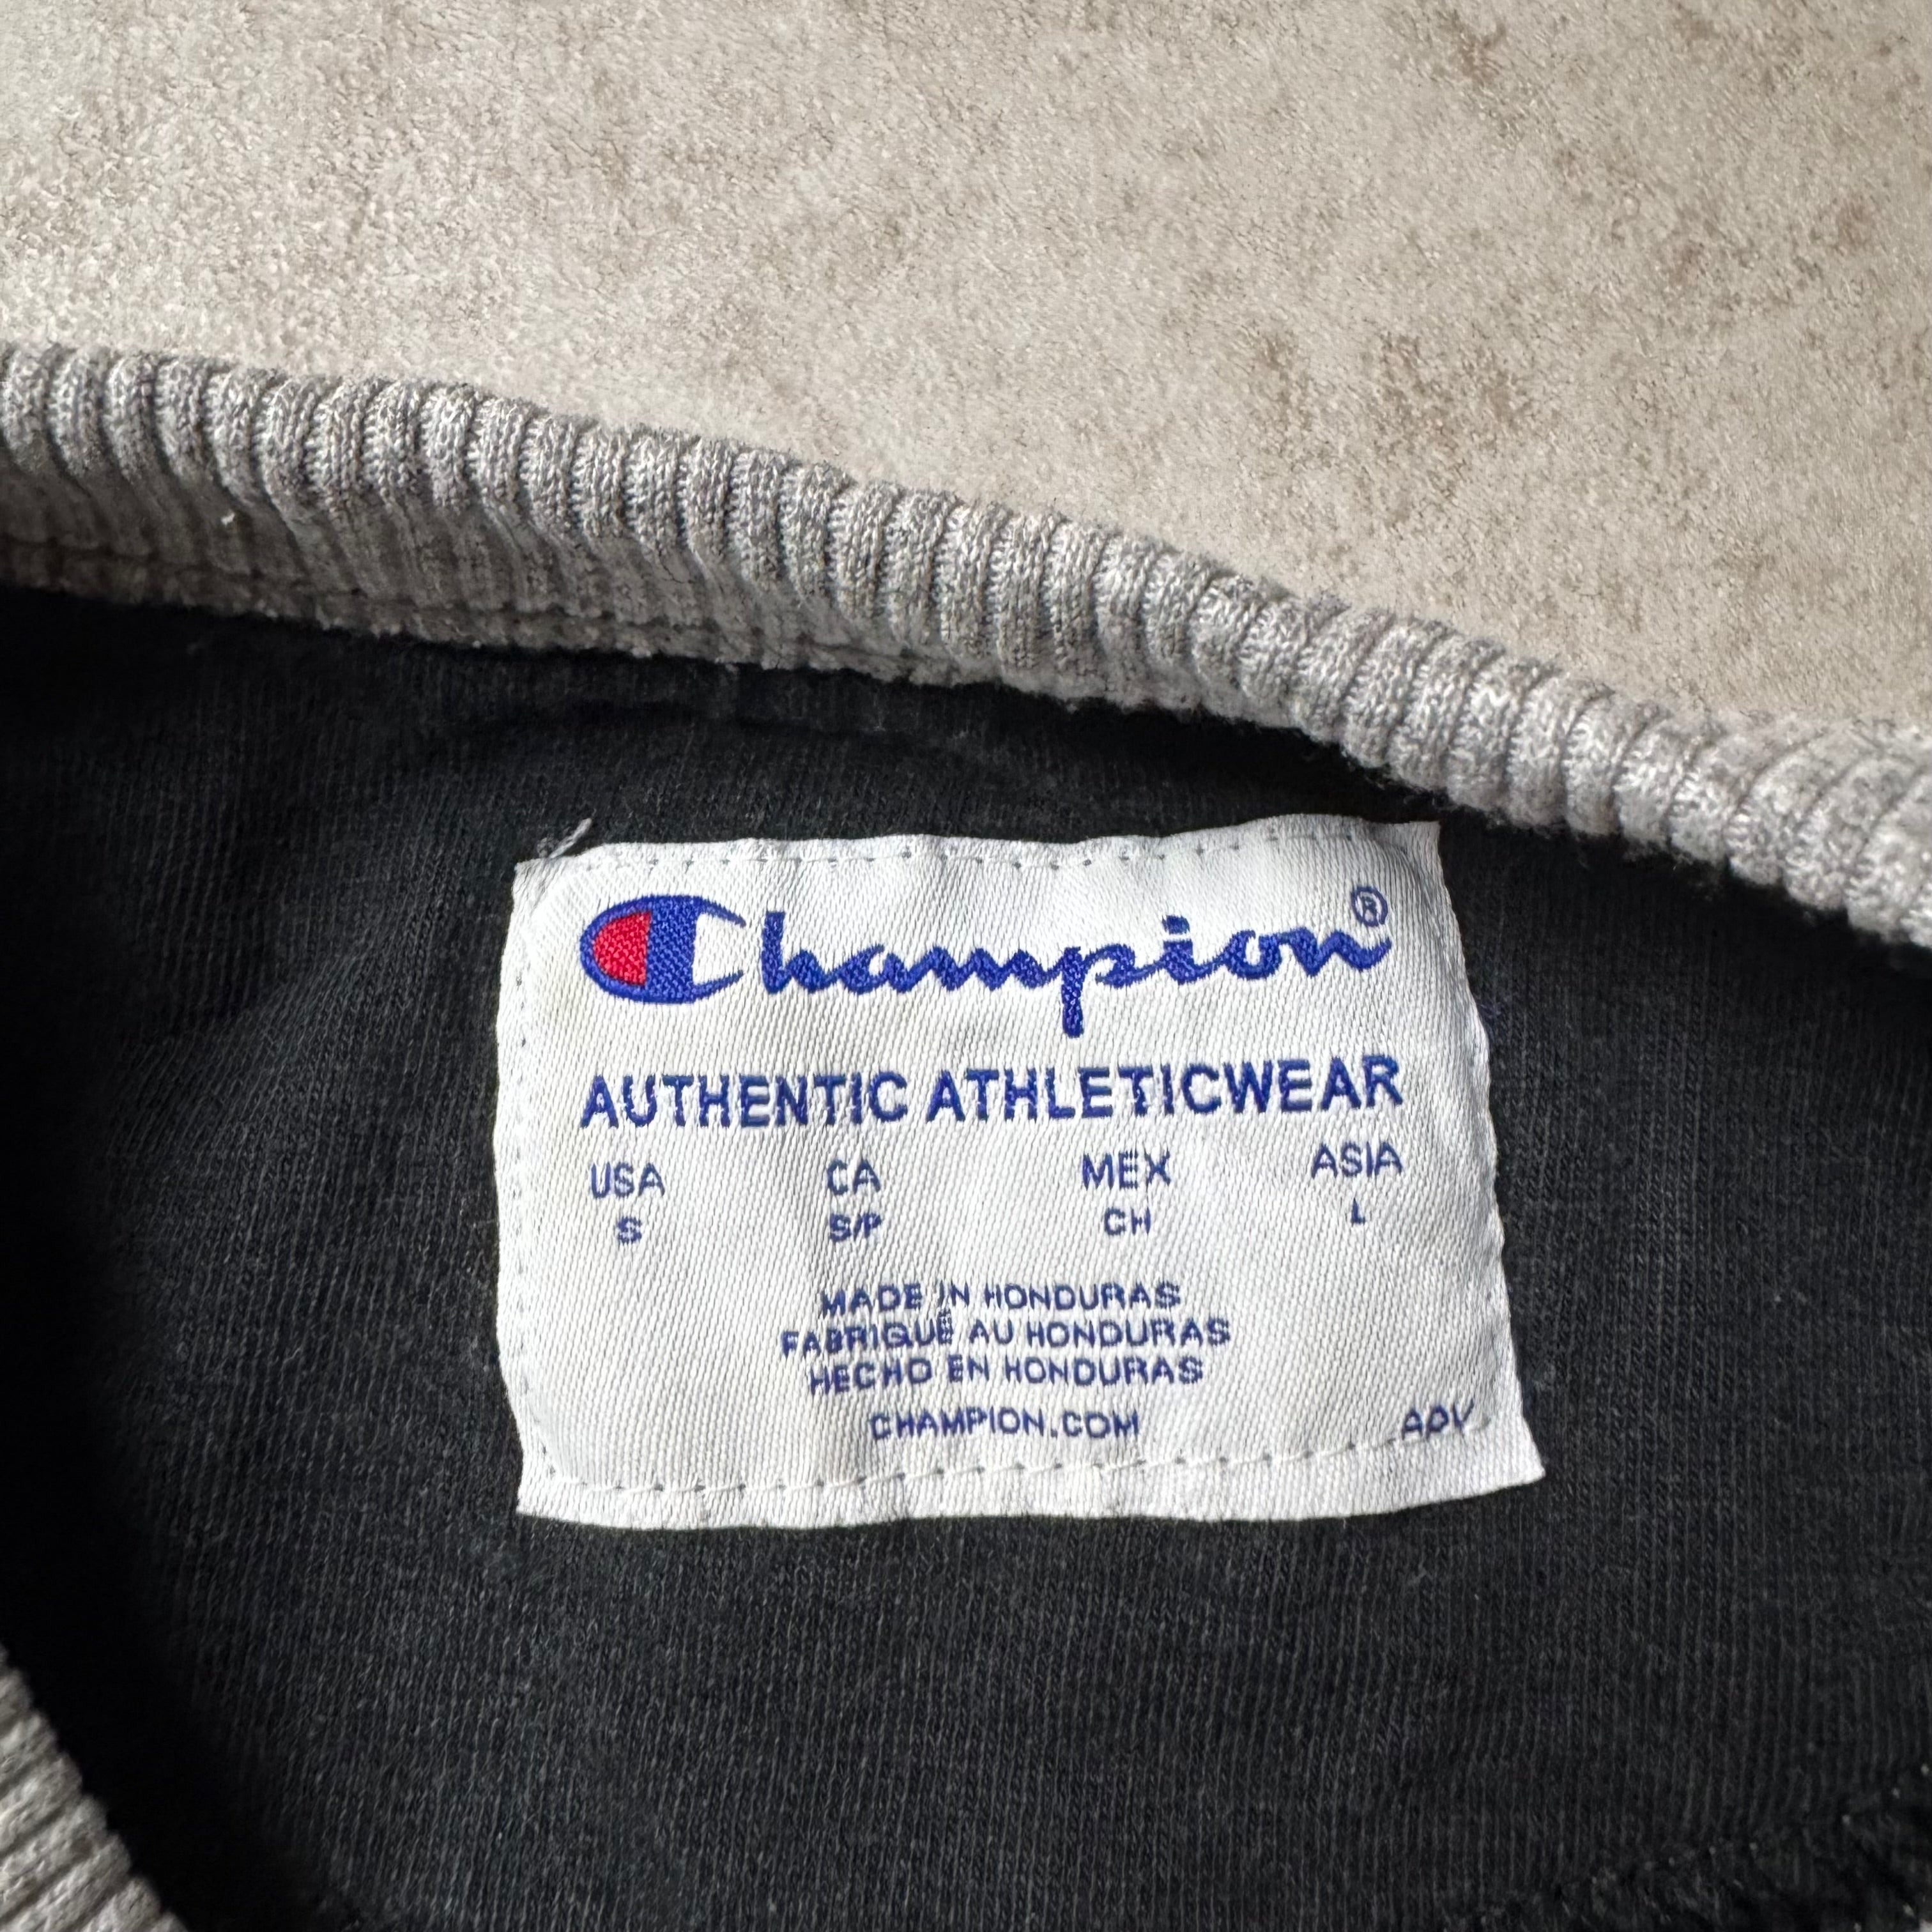 Champion®
AUTHENTIC ATHLETICWEAR
USA CA MEX ASIA
S S/P CH L
MADE IN HONDURAS
FABRIQUÉ AU HONDURAS
HECHO EN HONDURAS
CHAMPION.COM